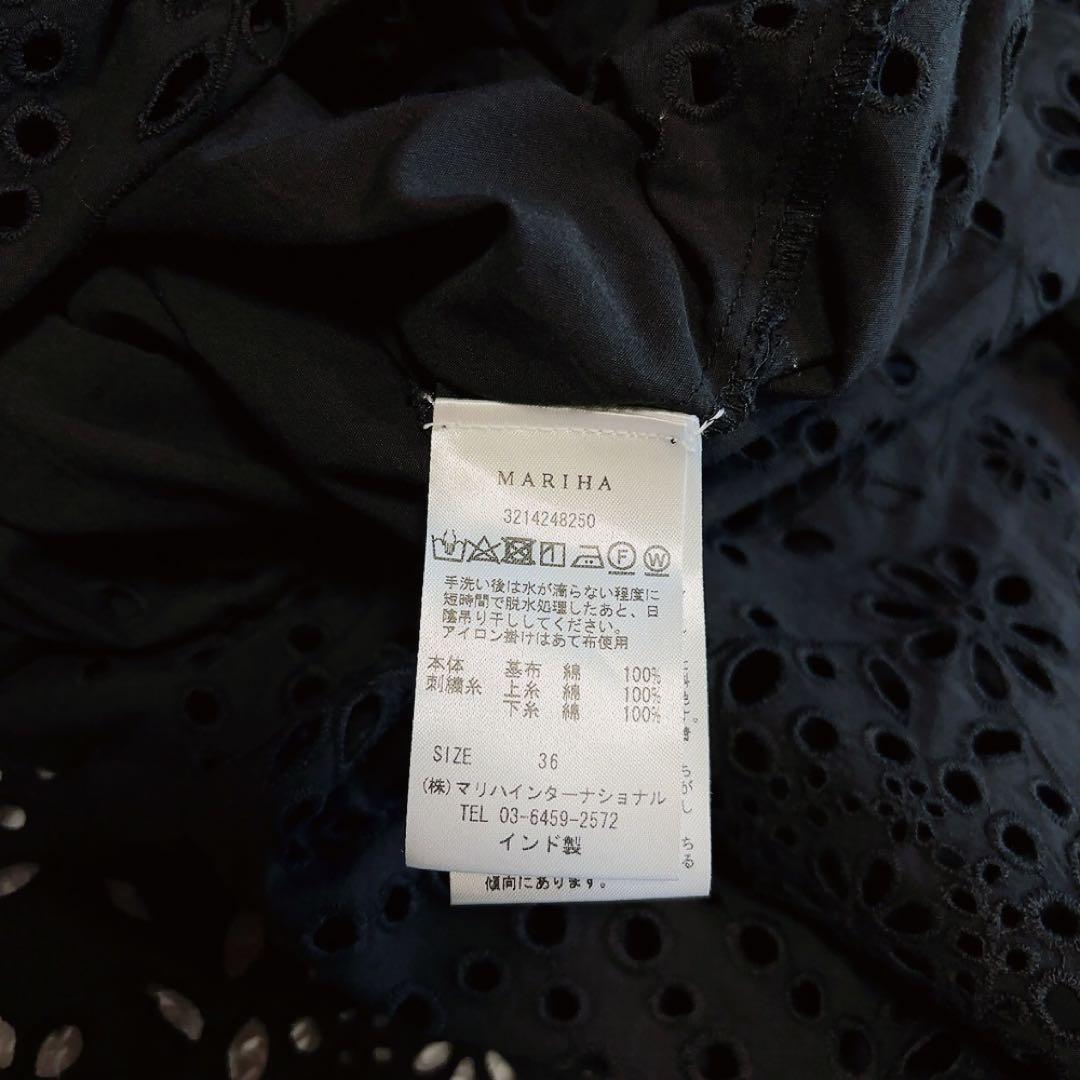 MARIHA
3214248250
F W
手洗い後は水が滴らない程度に
短時間で脱水処理したあと、日
陰吊り干ししてください。
アイロン掛けはあて布使用
本体 基布 綿 100%
刺繍糸 上糸 綿 100%
下糸 綿 100%
SIZE 36
(株)マリハインターナショナル
TEL 03-6459-2572
インド製
傾向にあります。